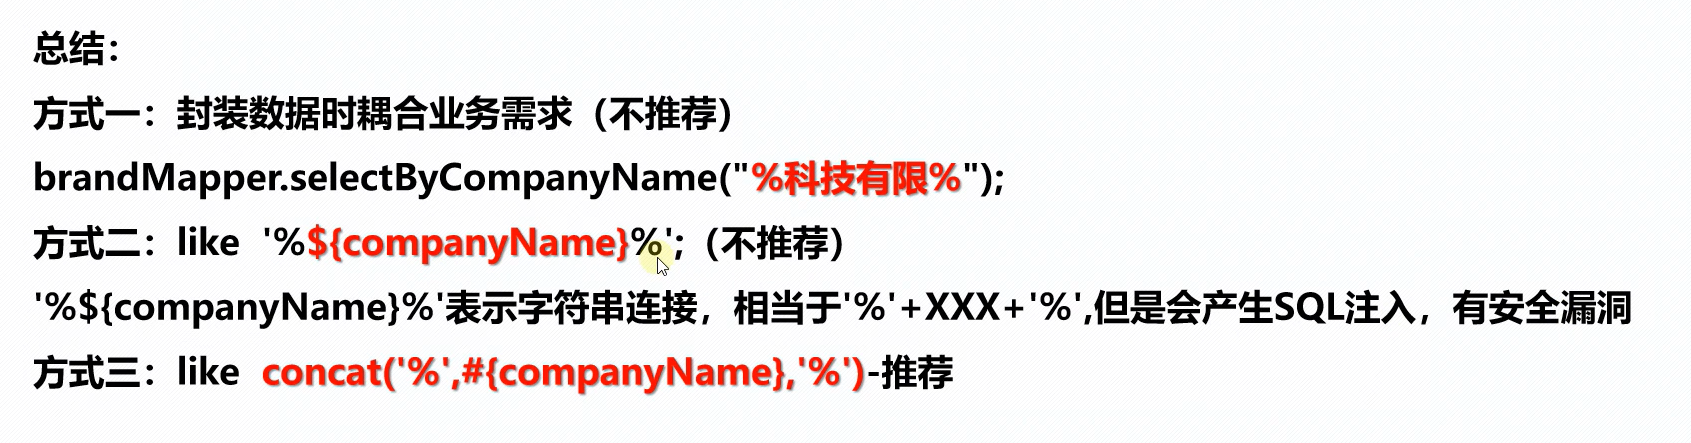 总结：
方式一：封装数据时耦合业务需求（不推荐）
brandMapper.selectByCompanyName("%科技有限%");
方式二：like '%${companyName}%';（不推荐）
'%${companyName}%'表示字符串连接，相当于'%'+XXX+'%',但是会产生SQL注入，有安全漏洞
方式三：like concat('%',#{companyName},'%')-推荐